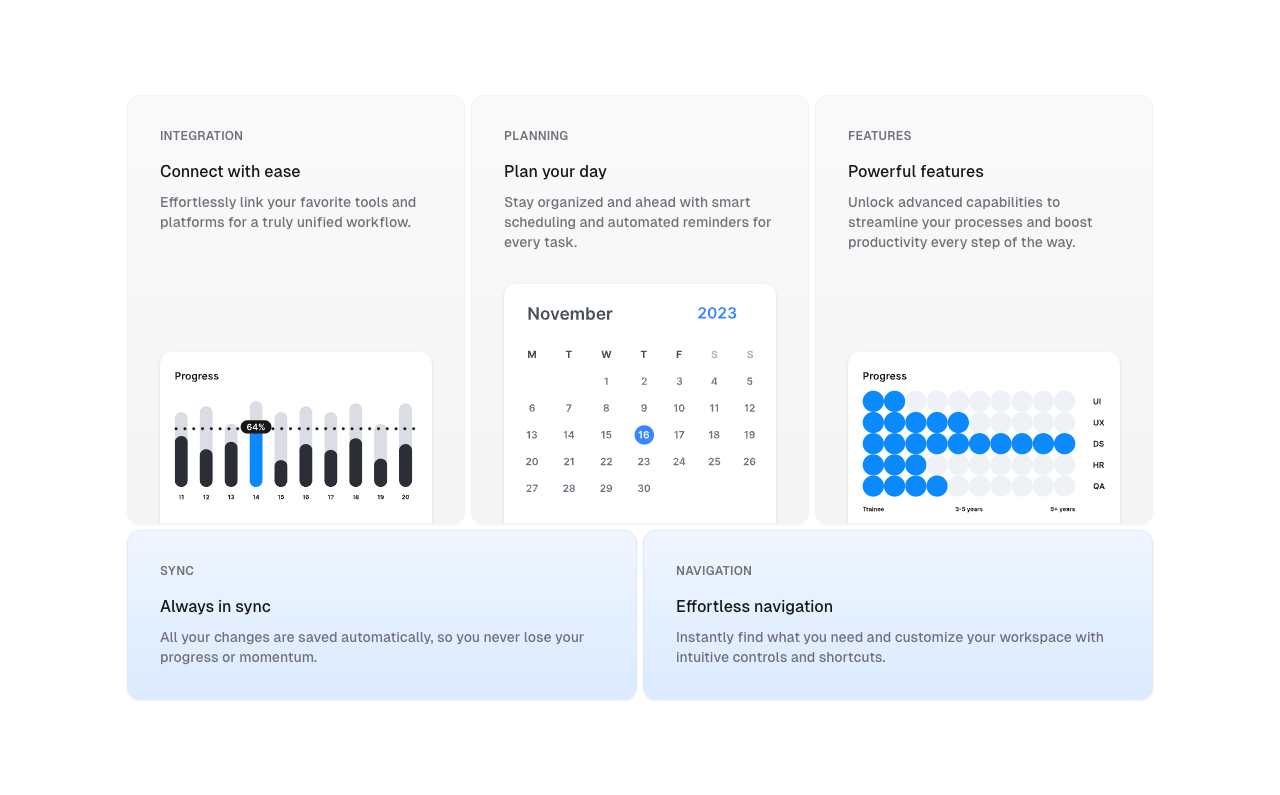 INTEGRATION
Connect with ease
Effortlessly link your favorite tools and
platforms for a truly unified workflow.
Progress
64%
11 12 13 14 15 16 17 18 19 20
PLANNING
Plan your day
Stay organized and ahead with smart
scheduling and automated reminders for
every task.
November 2023
M T W T F S S
1 2 3 4 5
6 7 8 9 10 11 12
13 14 15 16 17 18 19
20 21 22 23 24 25 26
27 28 29 30
FEATURES
Powerful features
Unlock advanced capabilities to
streamline your processes and boost
productivity every step of the way.
Progress
UI
UX
DS
HR
QA
Trainee 3-5 years 5+ years
SYNC
Always in sync
All your changes are saved automatically, so you never lose your
progress or momentum.
NAVIGATION
Effortless navigation
Instantly find what you need and customize your workspace with
intuitive controls and shortcuts.